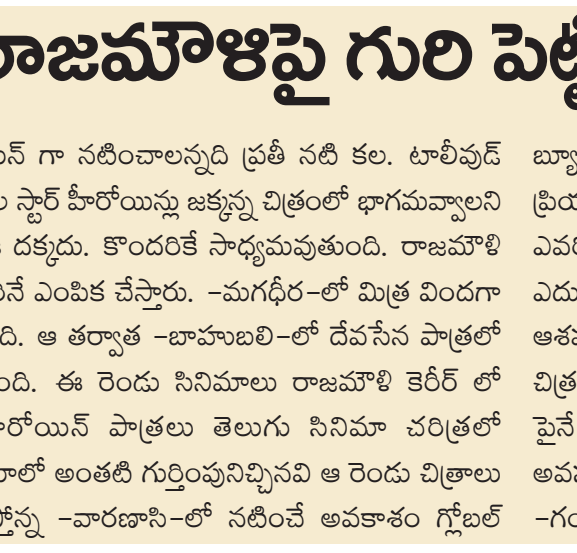 రాజమౌళిపై గురి పెట్ట
యిన్ గా నటించాలన్నది ప్రతీ నటి కల. టాలీవుడ్
స్టార్ హీరోయిన్లు జక్కన్న చిత్రంలో భాగమవ్వాలని
దక్కదు. కొందరికే సాధ్యమవుతుంది. రాజమౌళి
నే ఎంపిక చేస్తారు. -మగధీర-లో మిత్ర విందగా
ది. ఆ తర్వాత -బాహుబలి-లో దేవసేన పాత్రలో
ంది. ఈ రెండు సినిమాలు రాజమౌళి కెరీర్ లో
రోయిన్ పాత్రలు తెలుగు సినిమా చరిత్రలో
లో అంతటి గుర్తింపునిచ్చినవి ఆ రెండు చిత్రాలు
స్తోన్న -వారణాసి-లో నటించే అవకాశం గ్లోబల్
బ్యూ
ప్రియ
ఎవరి
ఎదు
ఆశ
చిత్ర
పైనే
అవ
-గం